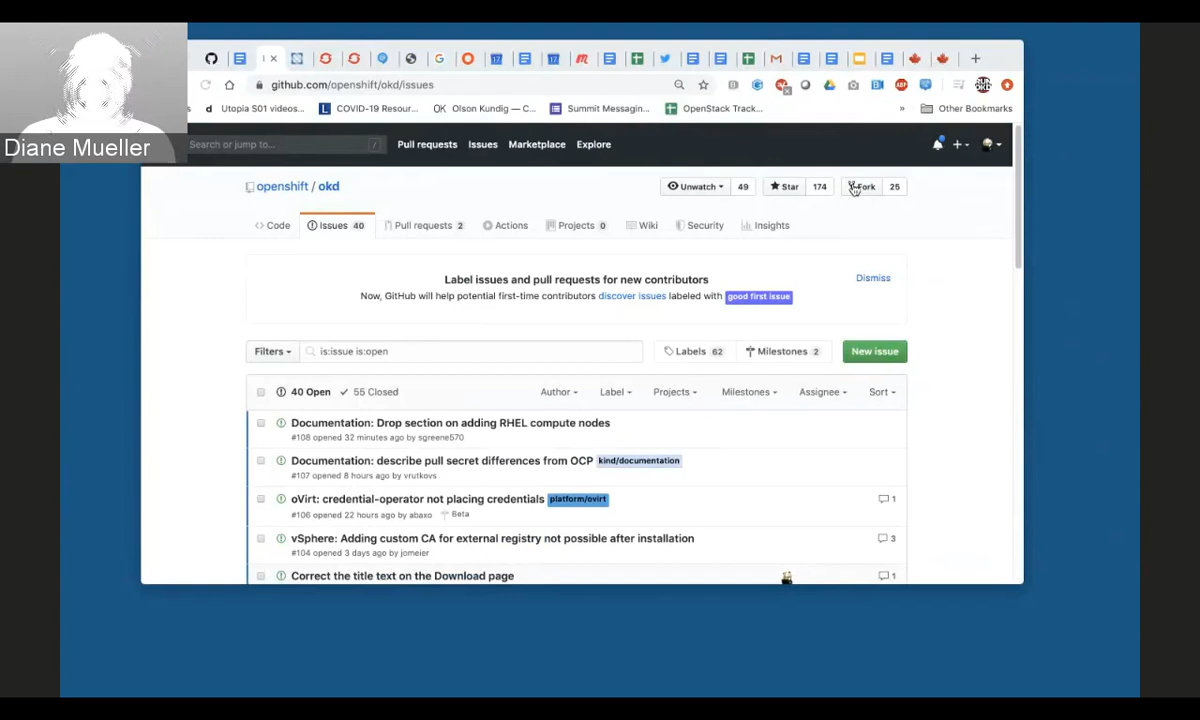 Diane Mueller
github.com/openshift/okd/issues
Utopia S01 videos...
COVID-19 Resour...
OK Olson Kundig — C...
Summit Messagin...
OpenStack Track...
Other Bookmarks
Search or jump to...
Pull requests
Issues
Marketplace
Explore
openshift / okd
Unwatch 49
Star 174
Fork 25
Code
Issues 40
Pull requests 2
Actions
Projects 0
Wiki
Security
Insights
Label issues and pull requests for new contributors
Dismiss
Now, GitHub will help potential first-time contributors discover issues labeled with good first issue
Filters
is:issue is:open
Labels 62
Milestones 2
New issue
40 Open
55 Closed
Author
Label
Projects
Milestones
Assignee
Sort
Documentation: Drop section on adding RHEL compute nodes
#108 opened 32 minutes ago by sgreene570
Documentation: describe pull secret differences from OCP kind/documentation
#107 opened 8 hours ago by vrutkovs
oVirt: credential-operator not placing credentials platform/ovirt
1
#106 opened 22 hours ago by abaxo Beta
vSphere: Adding custom CA for external registry not possible after installation
3
#104 opened 3 days ago by jomeier
Correct the title text on the Download page
1